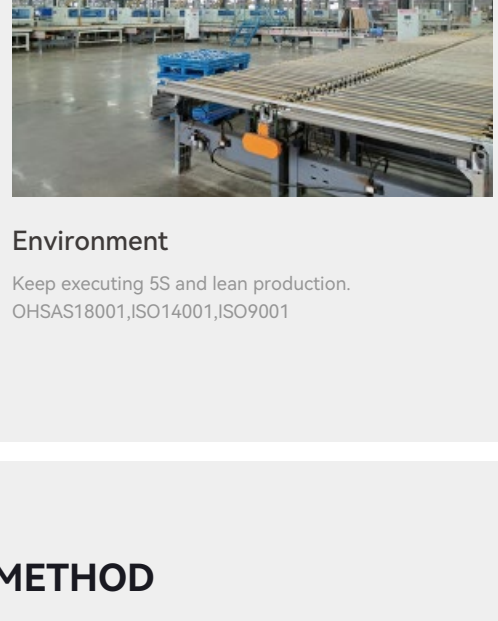 Environment
Keep executing 5S and lean production.
OHSAS18001,ISO14001,ISO9001
METHOD